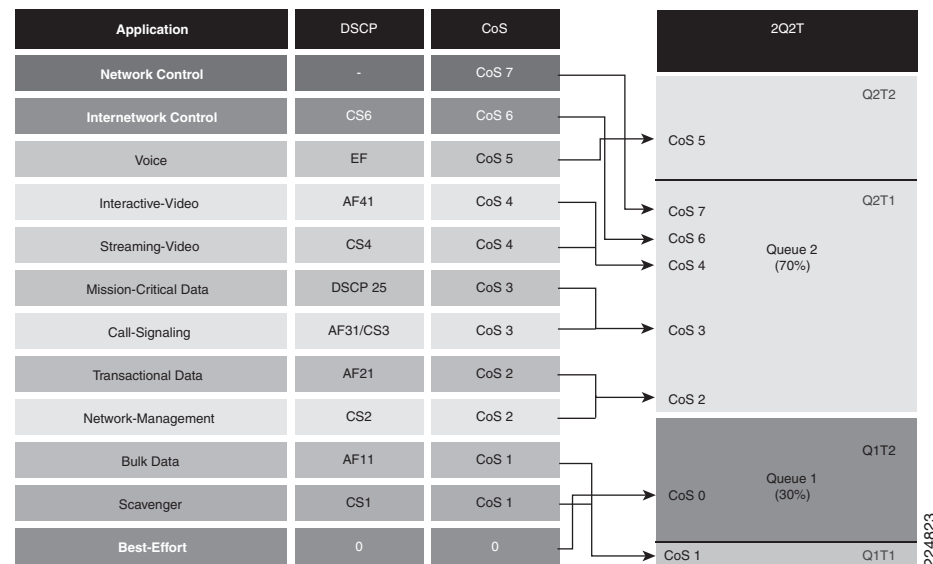 Application DSCP CoS 2Q2T
Network Control - CoS 7
Q2T2
Internetwork Control CS6 CoS 6
CoS 5
Voice EF CoS 5
Interactive-Video AF41 CoS 4
Q2T1
CoS 7
Streaming-Video CS4 CoS 4
CoS 6
Queue 2
(70%)
CoS 4
Mission-Critical Data DSCP 25 CoS 3
Call-Signaling AF31/CS3 CoS 3
CoS 3
Transactional Data AF21 CoS 2
CoS 2
Network-Management CS2 CoS 2
Bulk Data AF11 CoS 1
Q1T2
Queue 1
(30%)
CoS 0
Scavenger CS1 CoS 1
Best-Effort 0 0
CoS 1 Q1T1
224823